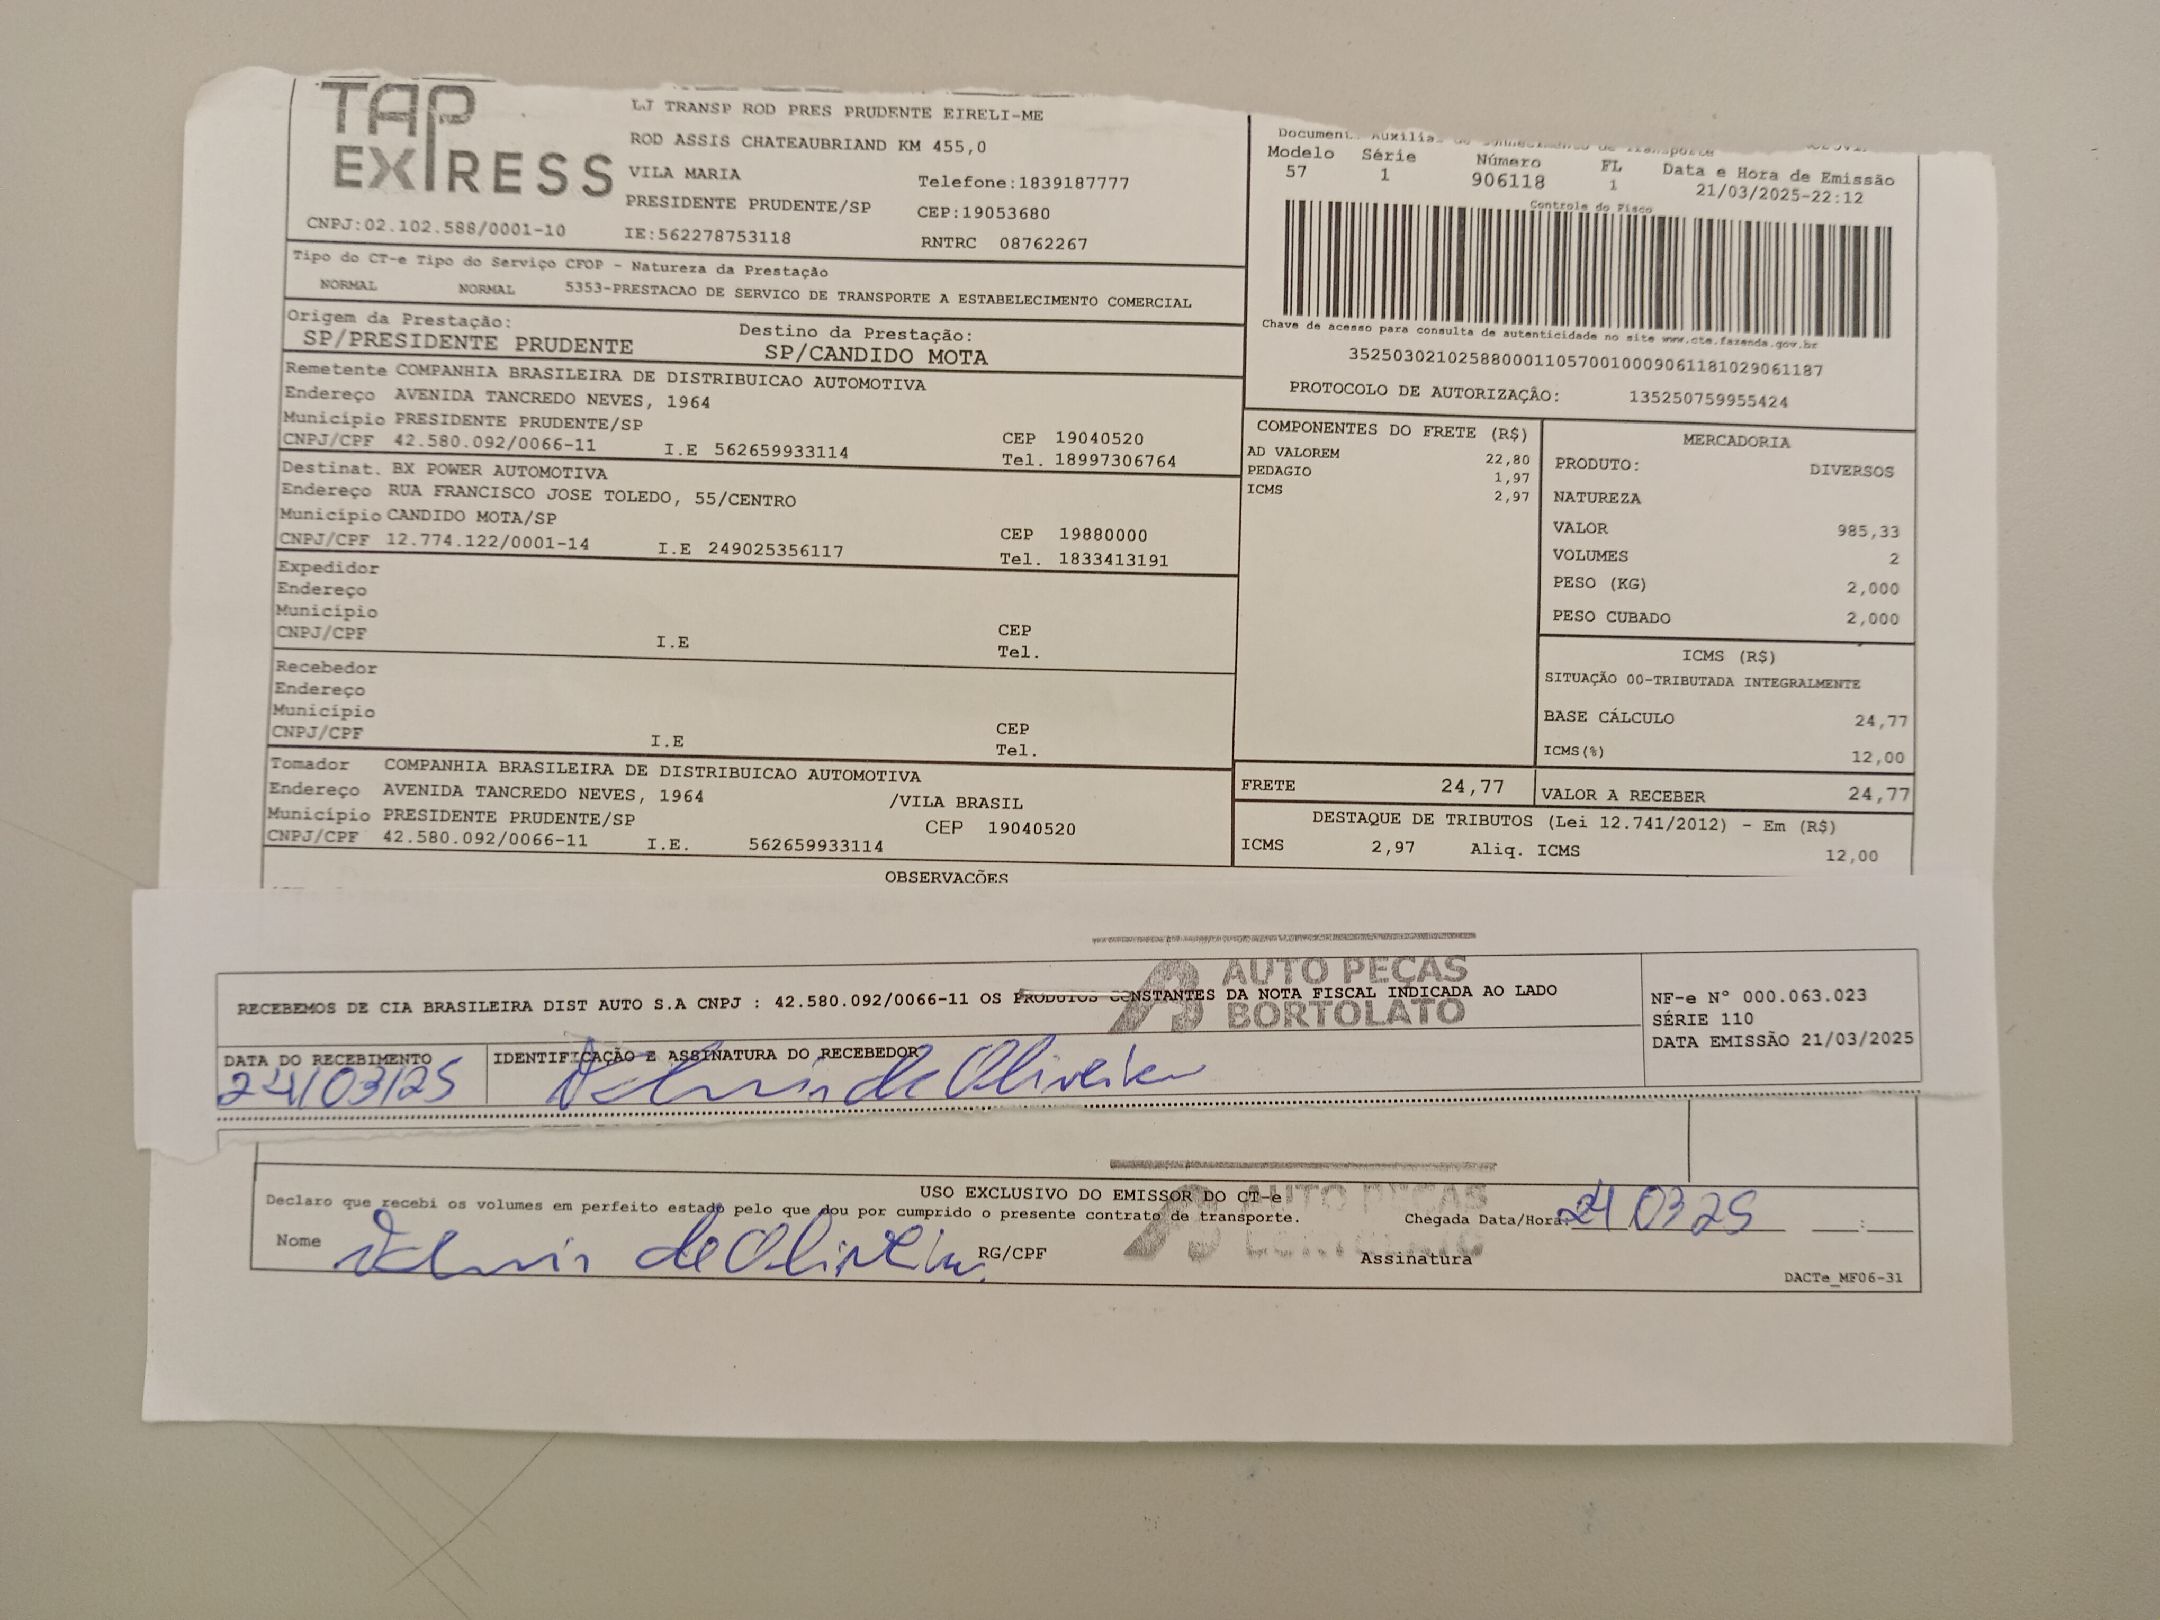 TAP
EXPRESS
LJ TRANSP ROD PRES PRUDENTE EIRELI-ME
ROD ASSIS CHATEAUBRIAND KM 455,0
VILA MARIA
Telefone:1839187777
PRESIDENTE PRUDENTE/SP
CEP:19053680
CNPJ:02.102.588/0001-10
IE:562278753118
RNTRC 08762267
Modelo Série Número FL Data e Hora de Emissão
57 1 906118 1 21/03/2025-22:12
Controle do Fisco
Chave de acesso para consulta de autenticidade no site www.cte.fazenda.gov.br
35250302102588000110570010009061181029061187
PROTOCOLO DE AUTORIZAÇÂO: 135250759955424
Tipo do CT-e Tipo do Serviço CFOP - Natureza da Prestação
NORMAL NORMAL 5353-PRESTACAO DE SERVICO DE TRANSPORTE A ESTABELECIMENTO COMERCIAL
Origem da Prestação: Destino da Prestação:
SP/PRESIDENTE PRUDENTE SP/CANDIDO MOTA
Remetente COMPANHIA BRASILEIRA DE DISTRIBUICAO AUTOMOTIVA
Endereço AVENIDA TANCREDO NEVES, 1964
Município PRESIDENTE PRUDENTE/SP CEP 19040520
CNPJ/CPF 42.580.092/0066-11 I.E 562659933114 Tel. 18997306764
Destinat. BX POWER AUTOMOTIVA
Endereço RUA FRANCISCO JOSE TOLEDO, 55/CENTRO
Município CANDIDO MOTA/SP CEP 19880000
CNPJ/CPF 12.774.122/0001-14 I.E 249025356117 Tel. 1833413191
Expedidor
Endereço
Município CEP
CNPJ/CPF I.E Tel.
Recebedor
Endereço
Município CEP
CNPJ/CPF I.E Tel.
Tomador COMPANHIA BRASILEIRA DE DISTRIBUICAO AUTOMOTIVA
Endereço AVENIDA TANCREDO NEVES, 1964 /VILA BRASIL
Município PRESIDENTE PRUDENTE/SP CEP 19040520
CNPJ/CPF 42.580.092/0066-11 I.E. 562659933114
COMPONENTES DO FRETE (R$)
AD VALOREM 22,80
PEDAGIO 1,97
ICMS 2,97
MERCADORIA
PRODUTO: DIVERSOS
NATUREZA
VALOR 985,33
VOLUMES 2
PESO (KG) 2,000
PESO CUBADO 2,000
ICMS (R$)
SITUAÇÃO 00-TRIBUTADA INTEGRALMENTE
BASE CÁLCULO 24,77
ICMS(%) 12,00
FRETE 24,77 VALOR A RECEBER 24,77
DESTAQUE DE TRIBUTOS (Lei 12.741/2012) - Em (R$)
ICMS 2,97 Aliq. ICMS 12,00
OBSERVACÕES
AUTO PEÇAS
BORTOLATO
RECEBEMOS DE CIA BRASILEIRA DIST AUTO S.A CNPJ : 42.580.092/0066-11 OS PRODUTOS CONSTANTES DA NOTA FISCAL INDICADA AO LADO
NF-e N° 000.063.023
SÉRIE 110
DATA EMISSÃO 21/03/2025
DATA DO RECEBIMENTO IDENTIFICAÇÃO E ASSINATURA DO RECEBEDOR
24/03/25 de Oliveira
USO EXCLUSIVO DO EMISSOR DO CT-e
AUTO PEÇAS
BORTOLATO
Declaro que recebi os volumes em perfeito estado pelo que dou por cumprido o presente contrato de transporte.
Chegada Data/Hora: 24 03 25 :
Nome de Oliveira RG/CPF Assinatura
DACTe_MF06-31